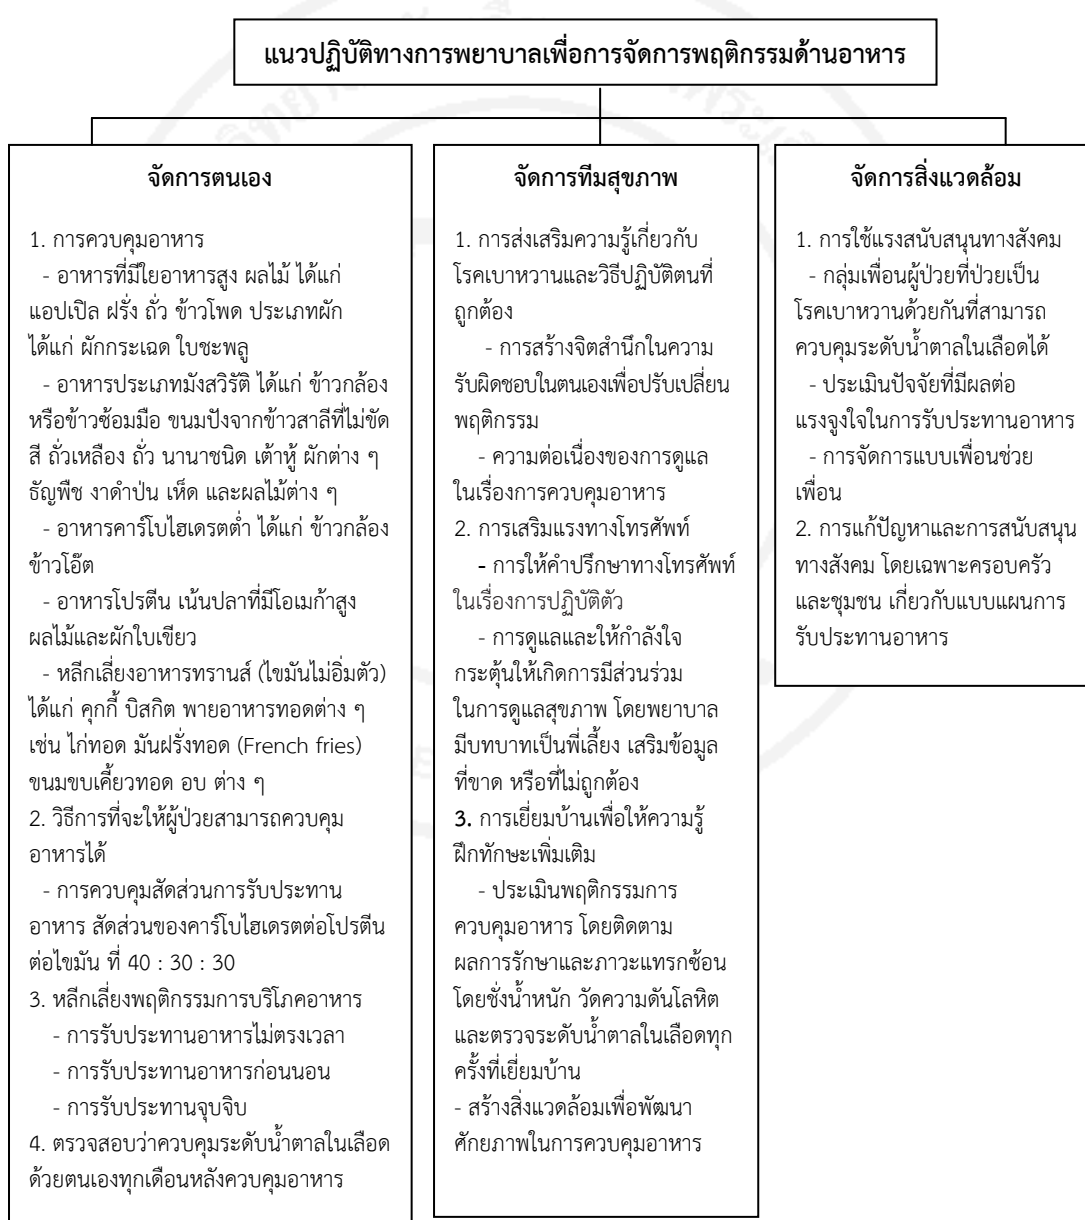 แนวปฏิบัติทางการพยาบาลเพื่อการจัดการพฤติกรรมด้านอาหาร
จัดการตนเอง
1. การควบคุมอาหาร
- อาหารที่มีใยอาหารสูง ผลไม้ ได้แก่
แอปเปิล ฝรั่ง ถั่ว ข้าวโพด ประเภทผัก
ได้แก่ ผักกระเฉด ใบชะพลู
- อาหารประเภทมังสวิรัติ ได้แก่ ข้าวกล้อง
หรือข้าวซ้อมมือ ขนมปังจากข้าวสาลีที่ไม่ขัด
สี ถั่วเหลือง ถั่ว นานาชนิด เต้าหู้ ผักต่าง ๆ
ธัญพืช งาดำป่น เห็ด และผลไม้ต่าง ๆ
- อาหารคาร์โบไฮเดรตต่ำ ได้แก่ ข้าวกล้อง
ข้าวโอ๊ต
- อาหารโปรตีน เน้นปลาที่มีโอเมก้าสูง
ผลไม้และผักใบเขียว
- หลีกเลี่ยงอาหารทรานส์ (ไขมันไม่อิ่มตัว)
ได้แก่ คุกกี้ บิสกิต พายอาหารทอดต่าง ๆ
เช่น ไก่ทอด มันฝรั่งทอด (French fries)
ขนมขบเคี้ยวทอด อบ ต่าง ๆ
2. วิธีการที่จะให้ผู้ป่วยสามารถควบคุม
อาหารได้
- การควบคุมสัดส่วนการรับประทาน
อาหาร สัดส่วนของคาร์โบไฮเดรตต่อโปรตีน
ต่อไขมัน ที่ 40 : 30 : 30
3. หลีกเลี่ยงพฤติกรรมการบริโภคอาหาร
- การรับประทานอาหารไม่ตรงเวลา
- การรับประทานอาหารก่อนนอน
- การรับประทานจุบจิบ
4. ตรวจสอบว่าควบคุมระดับน้ำตาลในเลือด
ด้วยตนเองทุกเดือนหลังควบคุมอาหาร
จัดการทีมสุขภาพ
1. การส่งเสริมความรู้เกี่ยวกับ
โรคเบาหวานและวิธีปฏิบัติตนที่
ถูกต้อง
- การสร้างจิตสำนึกในความ
รับผิดชอบในตนเองเพื่อปรับเปลี่ยน
พฤติกรรม
- ความต่อเนื่องของการดูแล
ในเรื่องการควบคุมอาหาร
2. การเสริมแรงทางโทรศัพท์
- การให้คำปรึกษาทางโทรศัพท์
ในเรื่องการปฏิบัติตัว
- การดูแลและให้กำลังใจ
กระตุ้นให้เกิดการมีส่วนร่วม
ในการดูแลสุขภาพ โดยพยาบาล
มีบทบาทเป็นพี่เลี้ยง เสริมข้อมูล
ที่ขาด หรือที่ไม่ถูกต้อง
3. การเยี่ยมบ้านเพื่อให้ความรู้
ฝึกทักษะเพิ่มเติม
- ประเมินพฤติกรรมการ
ควบคุมอาหาร โดยติดตาม
ผลการรักษาและภาวะแทรกซ้อน
โดยชั่งน้ำหนัก วัดความดันโลหิต
และตรวจระดับน้ำตาลในเลือดทุก
ครั้งที่เยี่ยมบ้าน
- สร้างสิ่งแวดล้อมเพื่อพัฒนา
ศักยภาพในการควบคุมอาหาร
จัดการสิ่งแวดล้อม
1. การใช้แรงสนับสนุนทางสังคม
- กลุ่มเพื่อนผู้ป่วยที่ป่วยเป็น
โรคเบาหวานด้วยกันที่สามารถ
ควบคุมระดับน้ำตาลในเลือดได้
- ประเมินปัจจัยที่มีผลต่อ
แรงจูงใจในการรับประทานอาหาร
- การจัดการแบบเพื่อนช่วย
เพื่อน
2. การแก้ปัญหาและการสนับสนุน
ทางสังคม โดยเฉพาะครอบครัว
และชุมชน เกี่ยวกับแบบแผนการ
รับประทานอาหาร